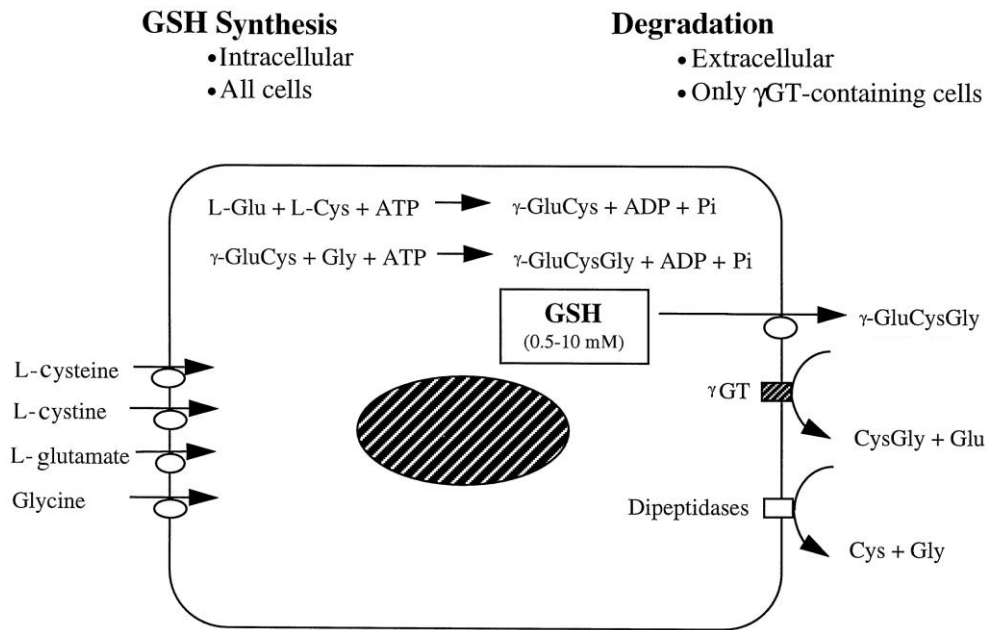 GSH Synthesis
•Intracellular
•All cells
Degradation
•Extracellular
•Only γGT-containing cells
L-Glu + L-Cys + ATP γ-GluCys + ADP + Pi
γ-GluCys + Gly + ATP γ-GluCysGly + ADP + Pi
GSH
(0.5-10 mM)
γ-GluCysGly
L-cysteine
L-cystine
L-glutamate
Glycine
γGT
CysGly + Glu
Dipeptidases
Cys + Gly